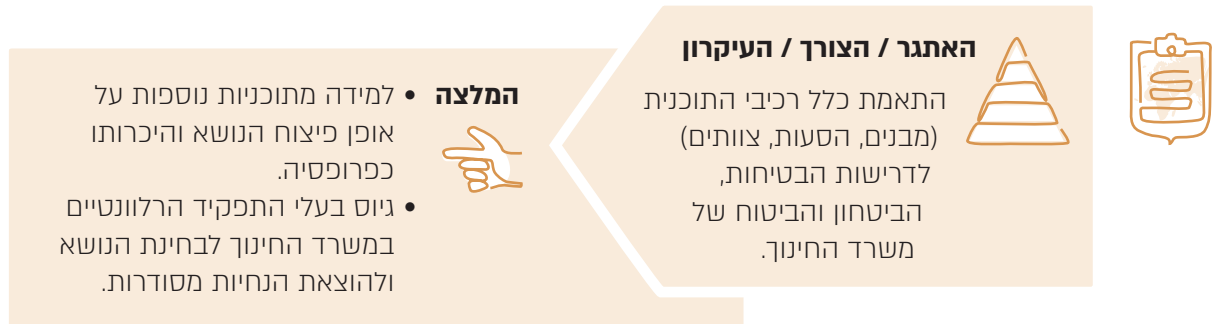 האתגר / הצורך / העיקרון
התאמת כלל רכיבי התוכנית
(מבנים, הסעות, צוותים)
לדרישות הבטיחות,
הביטחון והביטוח של
משרד החינוך.
המלצה
• למידה מתוכניות נוספות על
אופן פיצוח הנושא והיכרותו
כפרופסיה.
• גיוס בעלי התפקיד הרלוונטיים
במשרד החינוך לבחינת הנושא
ולהוצאת הנחיות מסודרות.